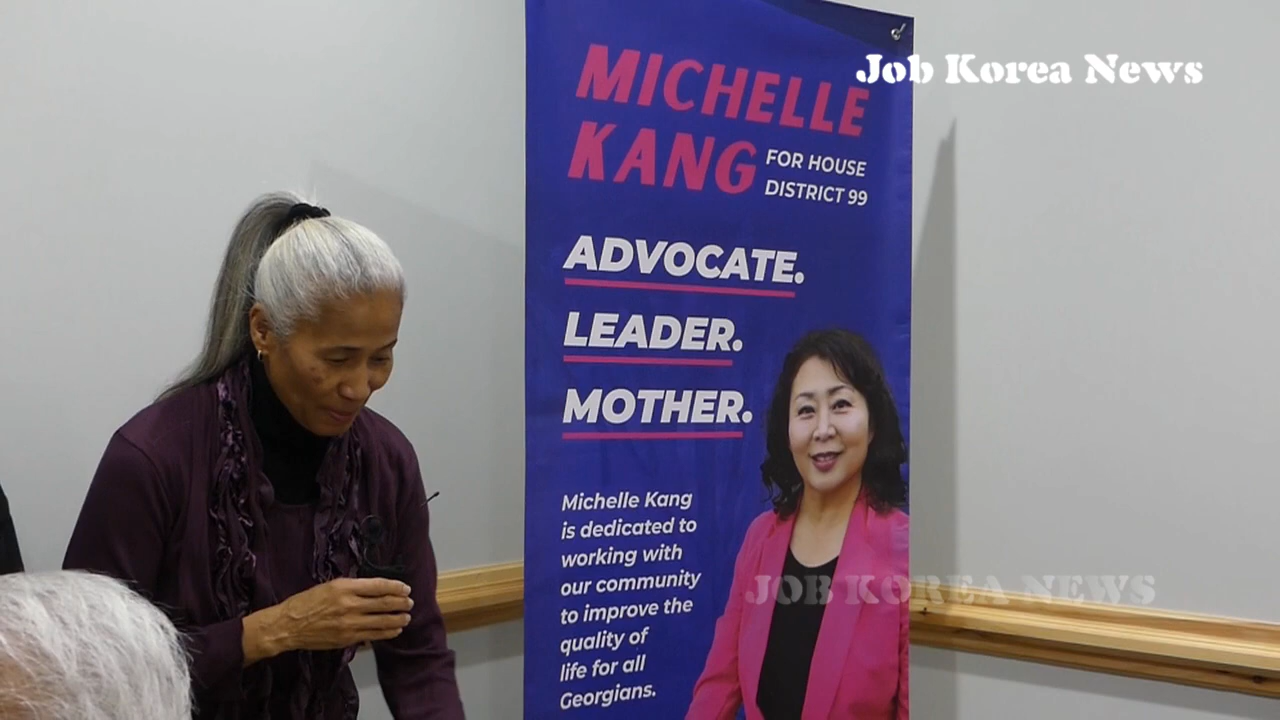 Job Korea News
MICHELLE
KANG
FOR HOUSE
DISTRICT 99
ADVOCATE.
LEADER.
MOTHER.
Michelle Kang
is dedicated to
working with
our community
to improve the
quality of
life for all
Georgians.
JOB KOREA NEWS